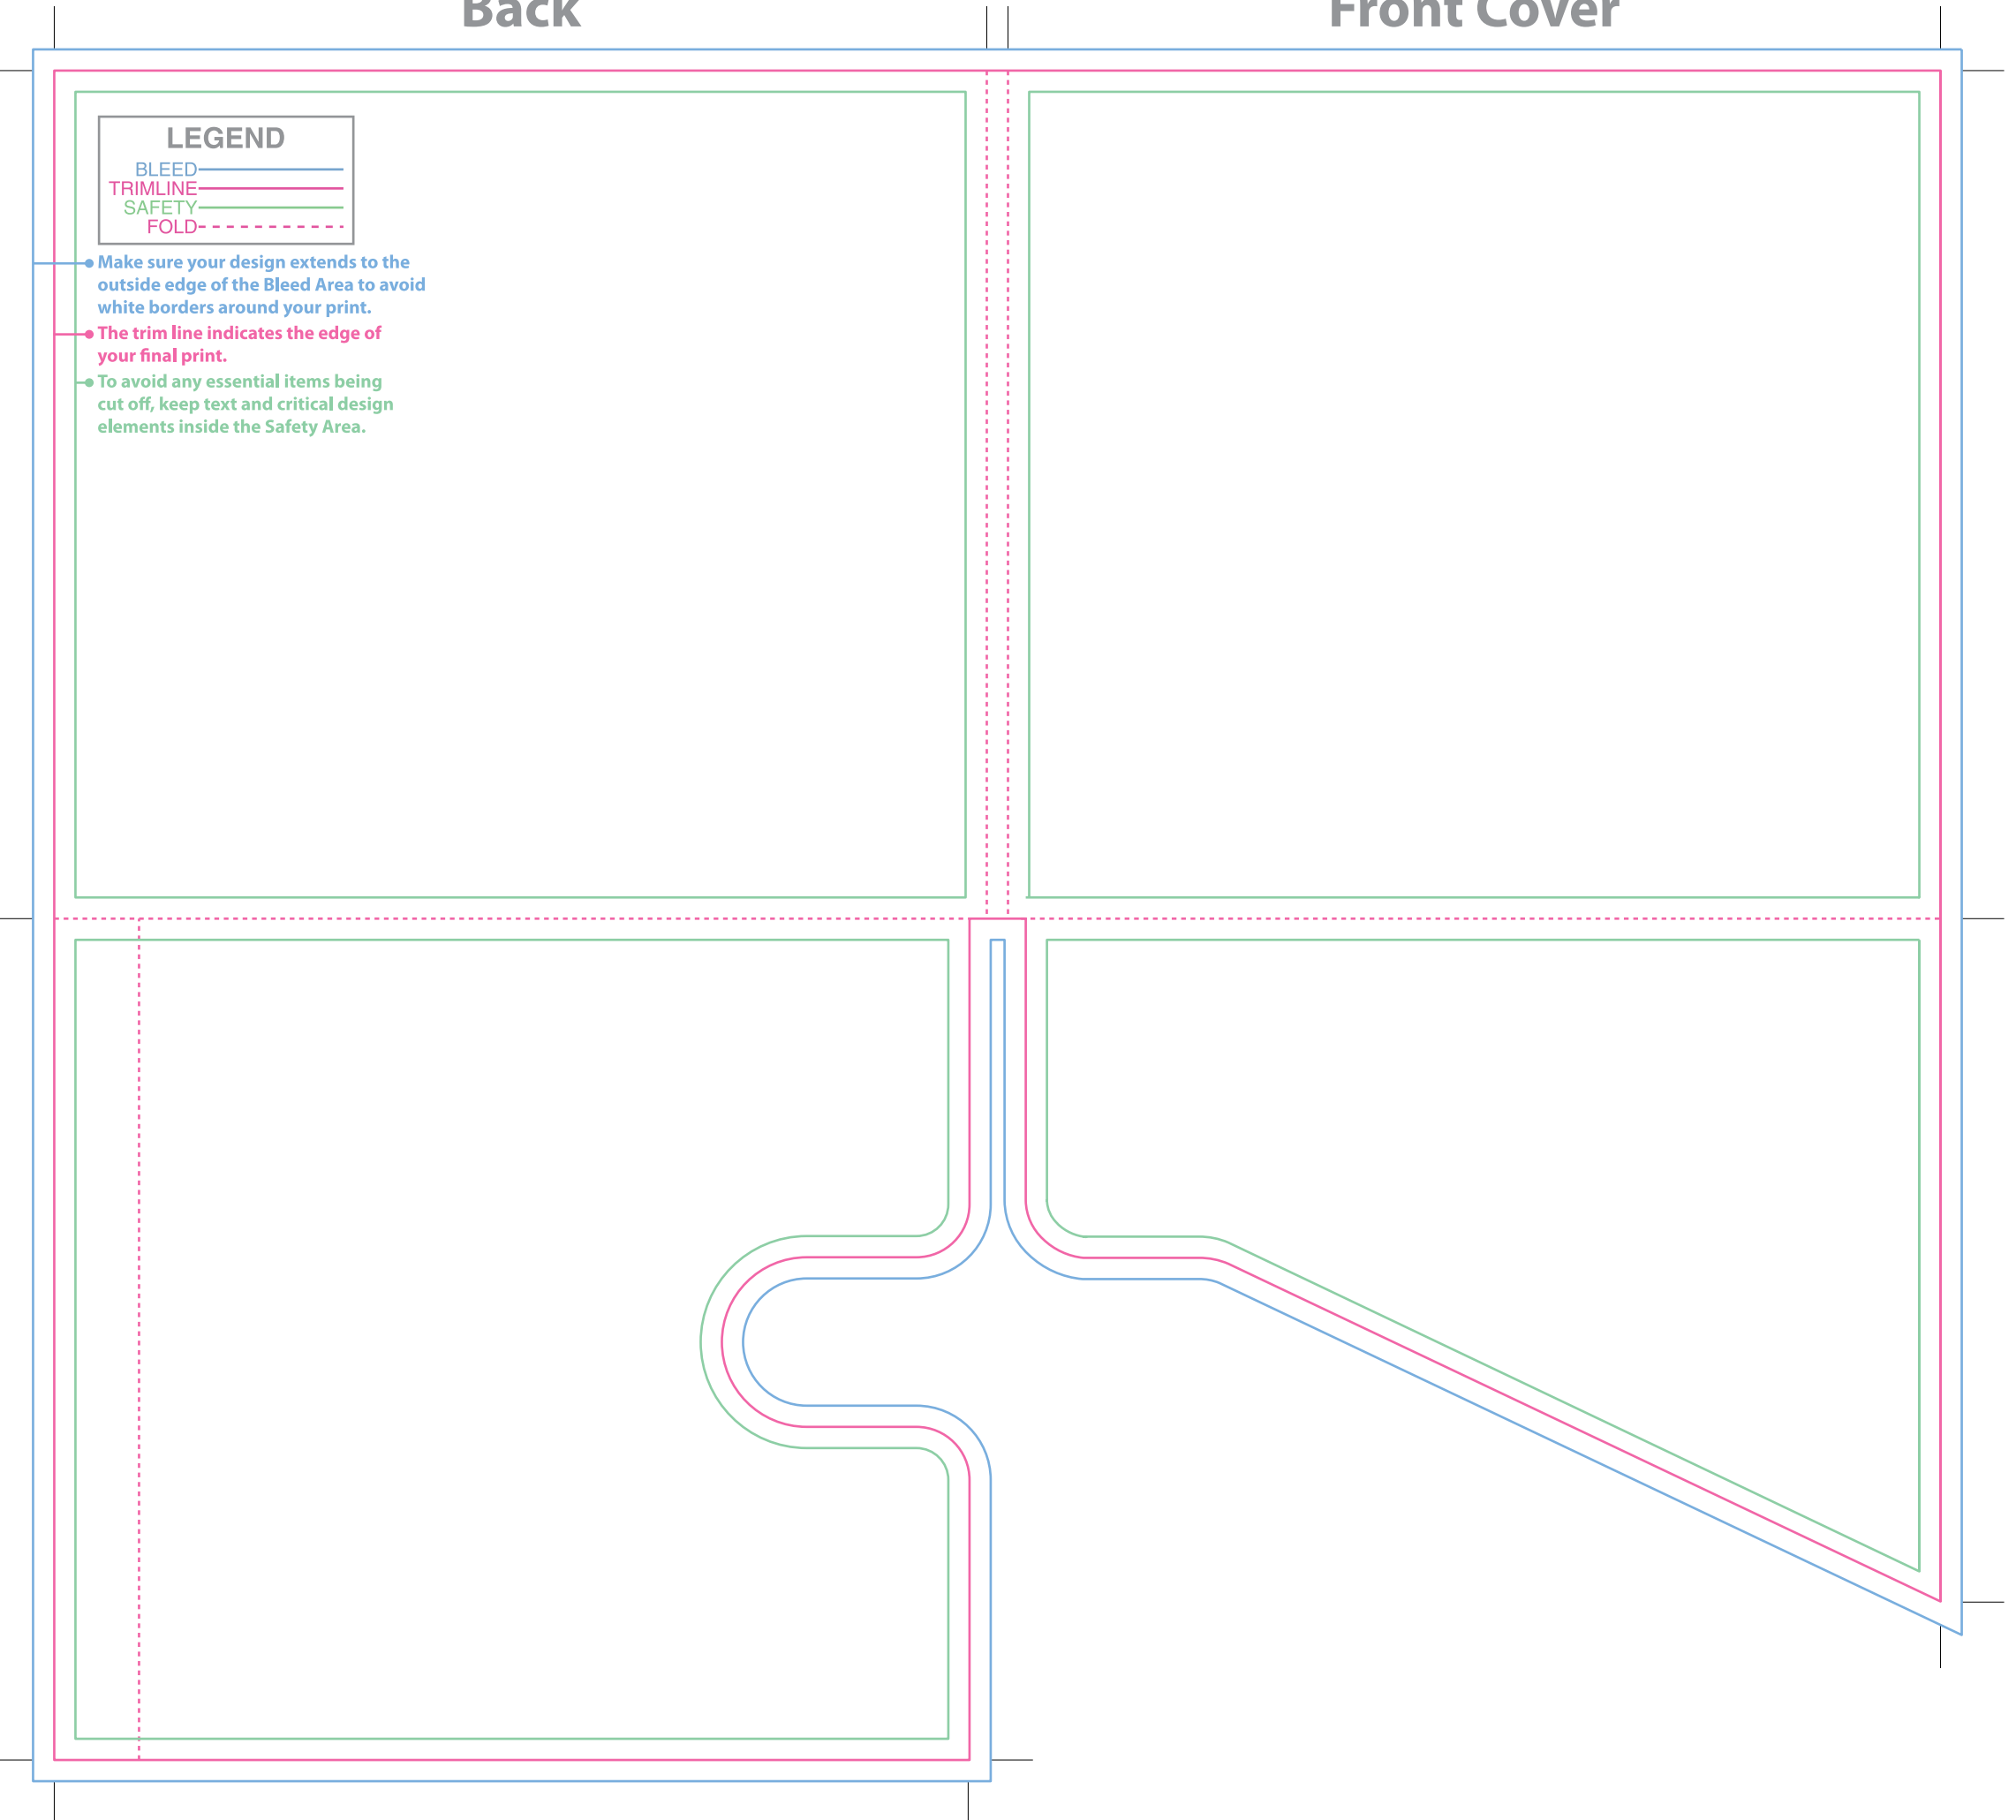 Back
Front Cover
LEGEND
BLEED
TRIMLINE
SAFETY
FOLD
Make sure your design extends to the
outside edge of the Bleed Area to avoid
white borders around your print.
The trim line indicates the edge of
your final print.
To avoid any essential items being
cut off, keep text and critical design
elements inside the Safety Area.